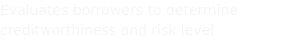 Evaluates borrowers to determine
creditworthiness and risk level